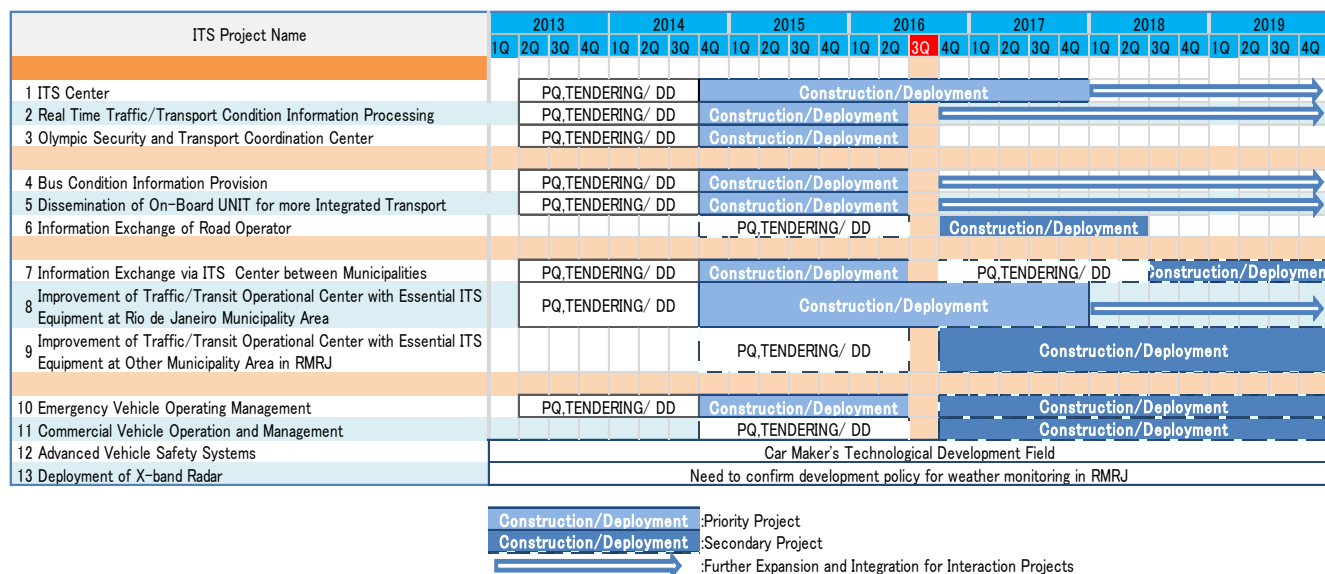 ITS Project Name
2013 2014 2015 2016 2017 2018 2019
1Q 2Q 3Q 4Q 1Q 2Q 3Q 4Q 1Q 2Q 3Q 4Q 1Q 2Q 3Q 4Q 1Q 2Q 3Q 4Q 1Q 2Q 3Q 4Q 1Q 2Q 3Q 4Q
1 ITS Center PQ,TENDERING/ DD Construction/Deployment
2 Real Time Traffic/Transport Condition Information Processing PQ,TENDERING/ DD Construction/Deployment
3 Olympic Security and Transport Coordination Center PQ,TENDERING/ DD Construction/Deployment
4 Bus Condition Information Provision PQ,TENDERING/ DD Construction/Deployment
5 Dissemination of On-Board UNIT for more Integrated Transport PQ,TENDERING/ DD Construction/Deployment
6 Information Exchange of Road Operator PQ,TENDERING/ DD Construction/Deployment
7 Information Exchange via ITS Center between Municipalities PQ,TENDERING/ DD Construction/Deployment PQ,TENDERING/ DD Construction/Deploymen
8 Improvement of Traffic/Transit Operational Center with Essential ITS
Equipment at Rio de Janeiro Municipality Area PQ,TENDERING/ DD Construction/Deployment
9 Improvement of Traffic/Transit Operational Center with Essential ITS
Equipment at Other Municipality Area in RMRJ PQ,TENDERING/ DD Construction/Deployment
10 Emergency Vehicle Operating Management PQ,TENDERING/ DD Construction/Deployment Construction/Deployment
11 Commercial Vehicle Operation and Management PQ,TENDERING/ DD Construction/Deployment
12 Advanced Vehicle Safety Systems Car Maker's Technological Development Field
13 Deployment of X-band Radar Need to confirm development policy for weather monitoring in RMRJ
Construction/Deployment :Priority Project
Construction/Deployment :Secondary Project
:Further Expansion and Integration for Interaction Projects